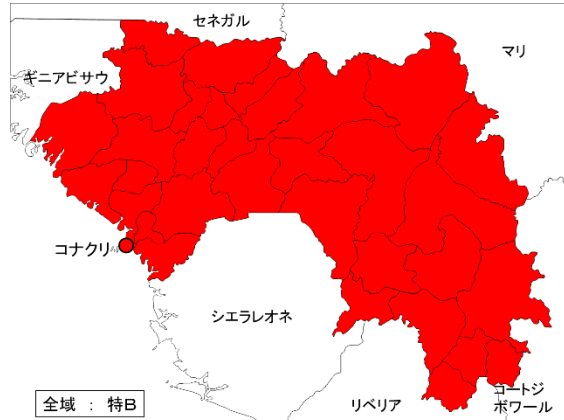 セネガル
マリ
ギニアビサウ
コナクリ
シエラレオネ
コートジ
ボワール
リベリア
全域 : 特B